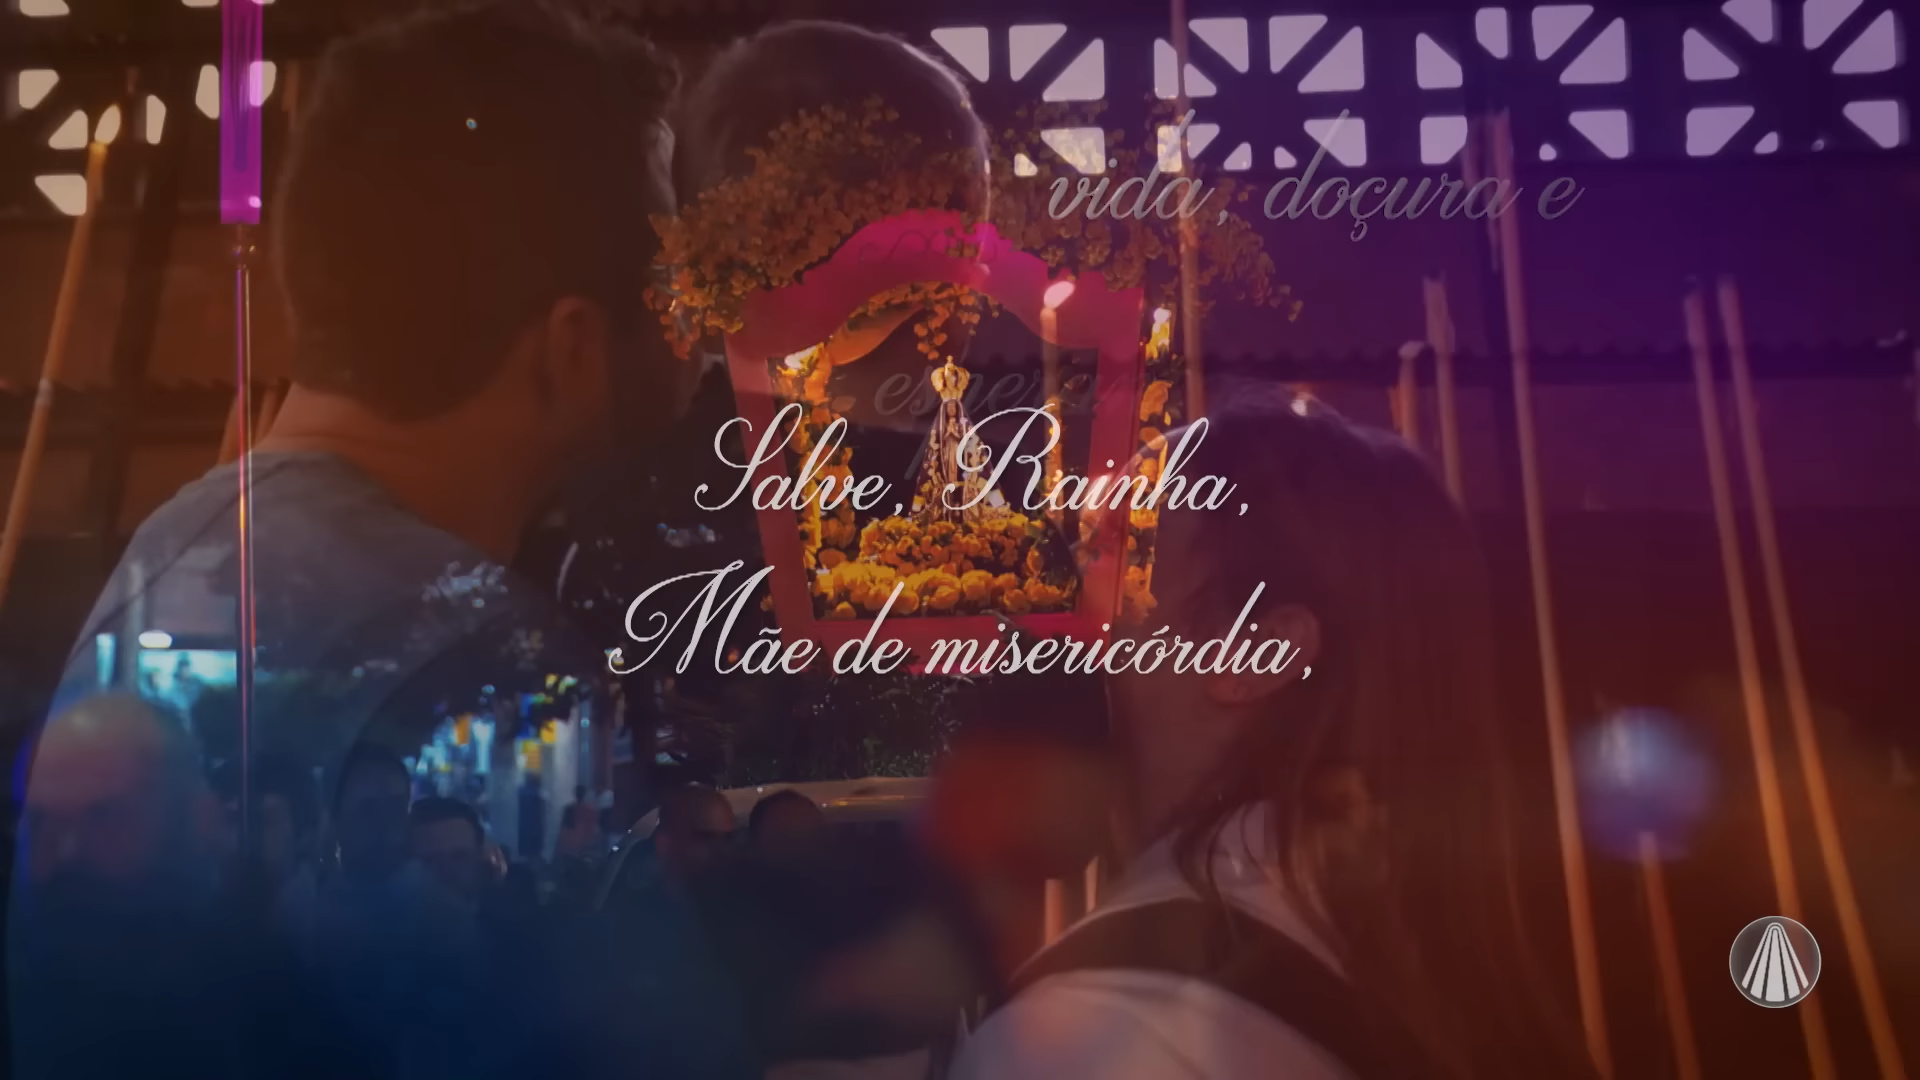 vida, doçura e
Salve, Rainha,
Mãe de misericórdia,